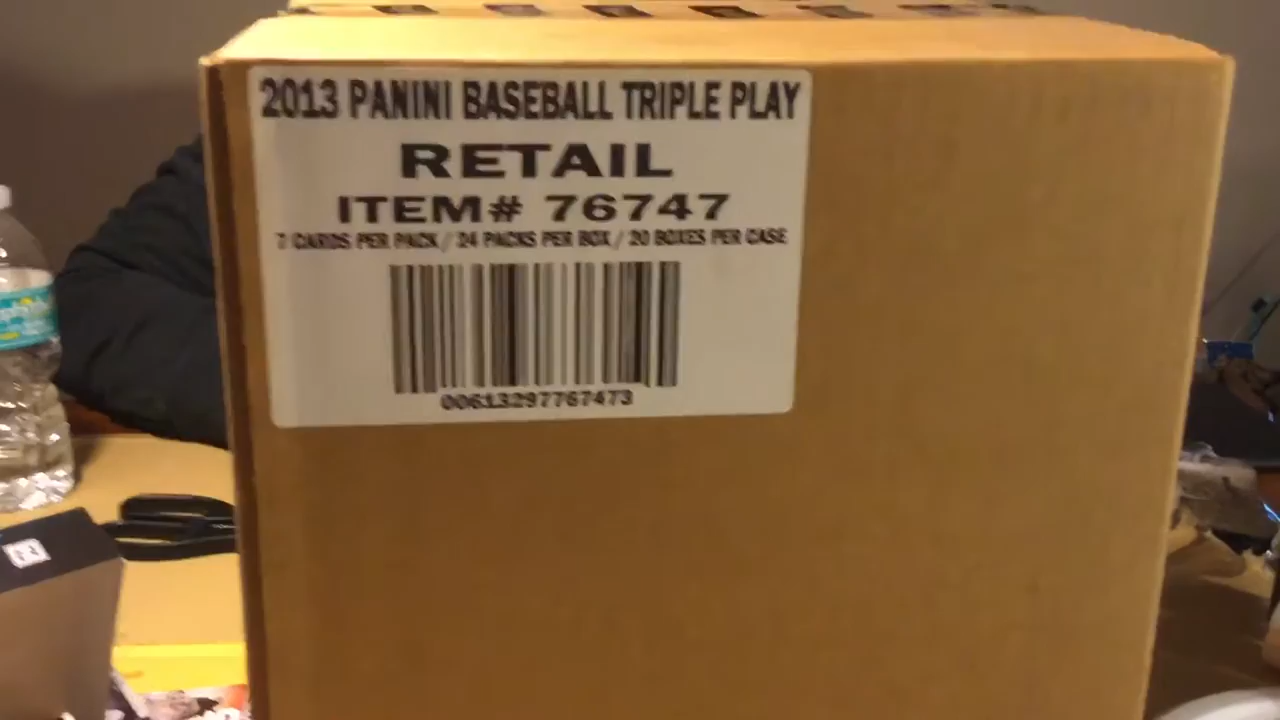 2013 PANINI BASEBALL TRIPLE PLAY
RETAIL
ITEM# 76747
7 CARDS PER PACK / 24 PACKS PER BOX / 20 BOXES PER CASE
00613297767473